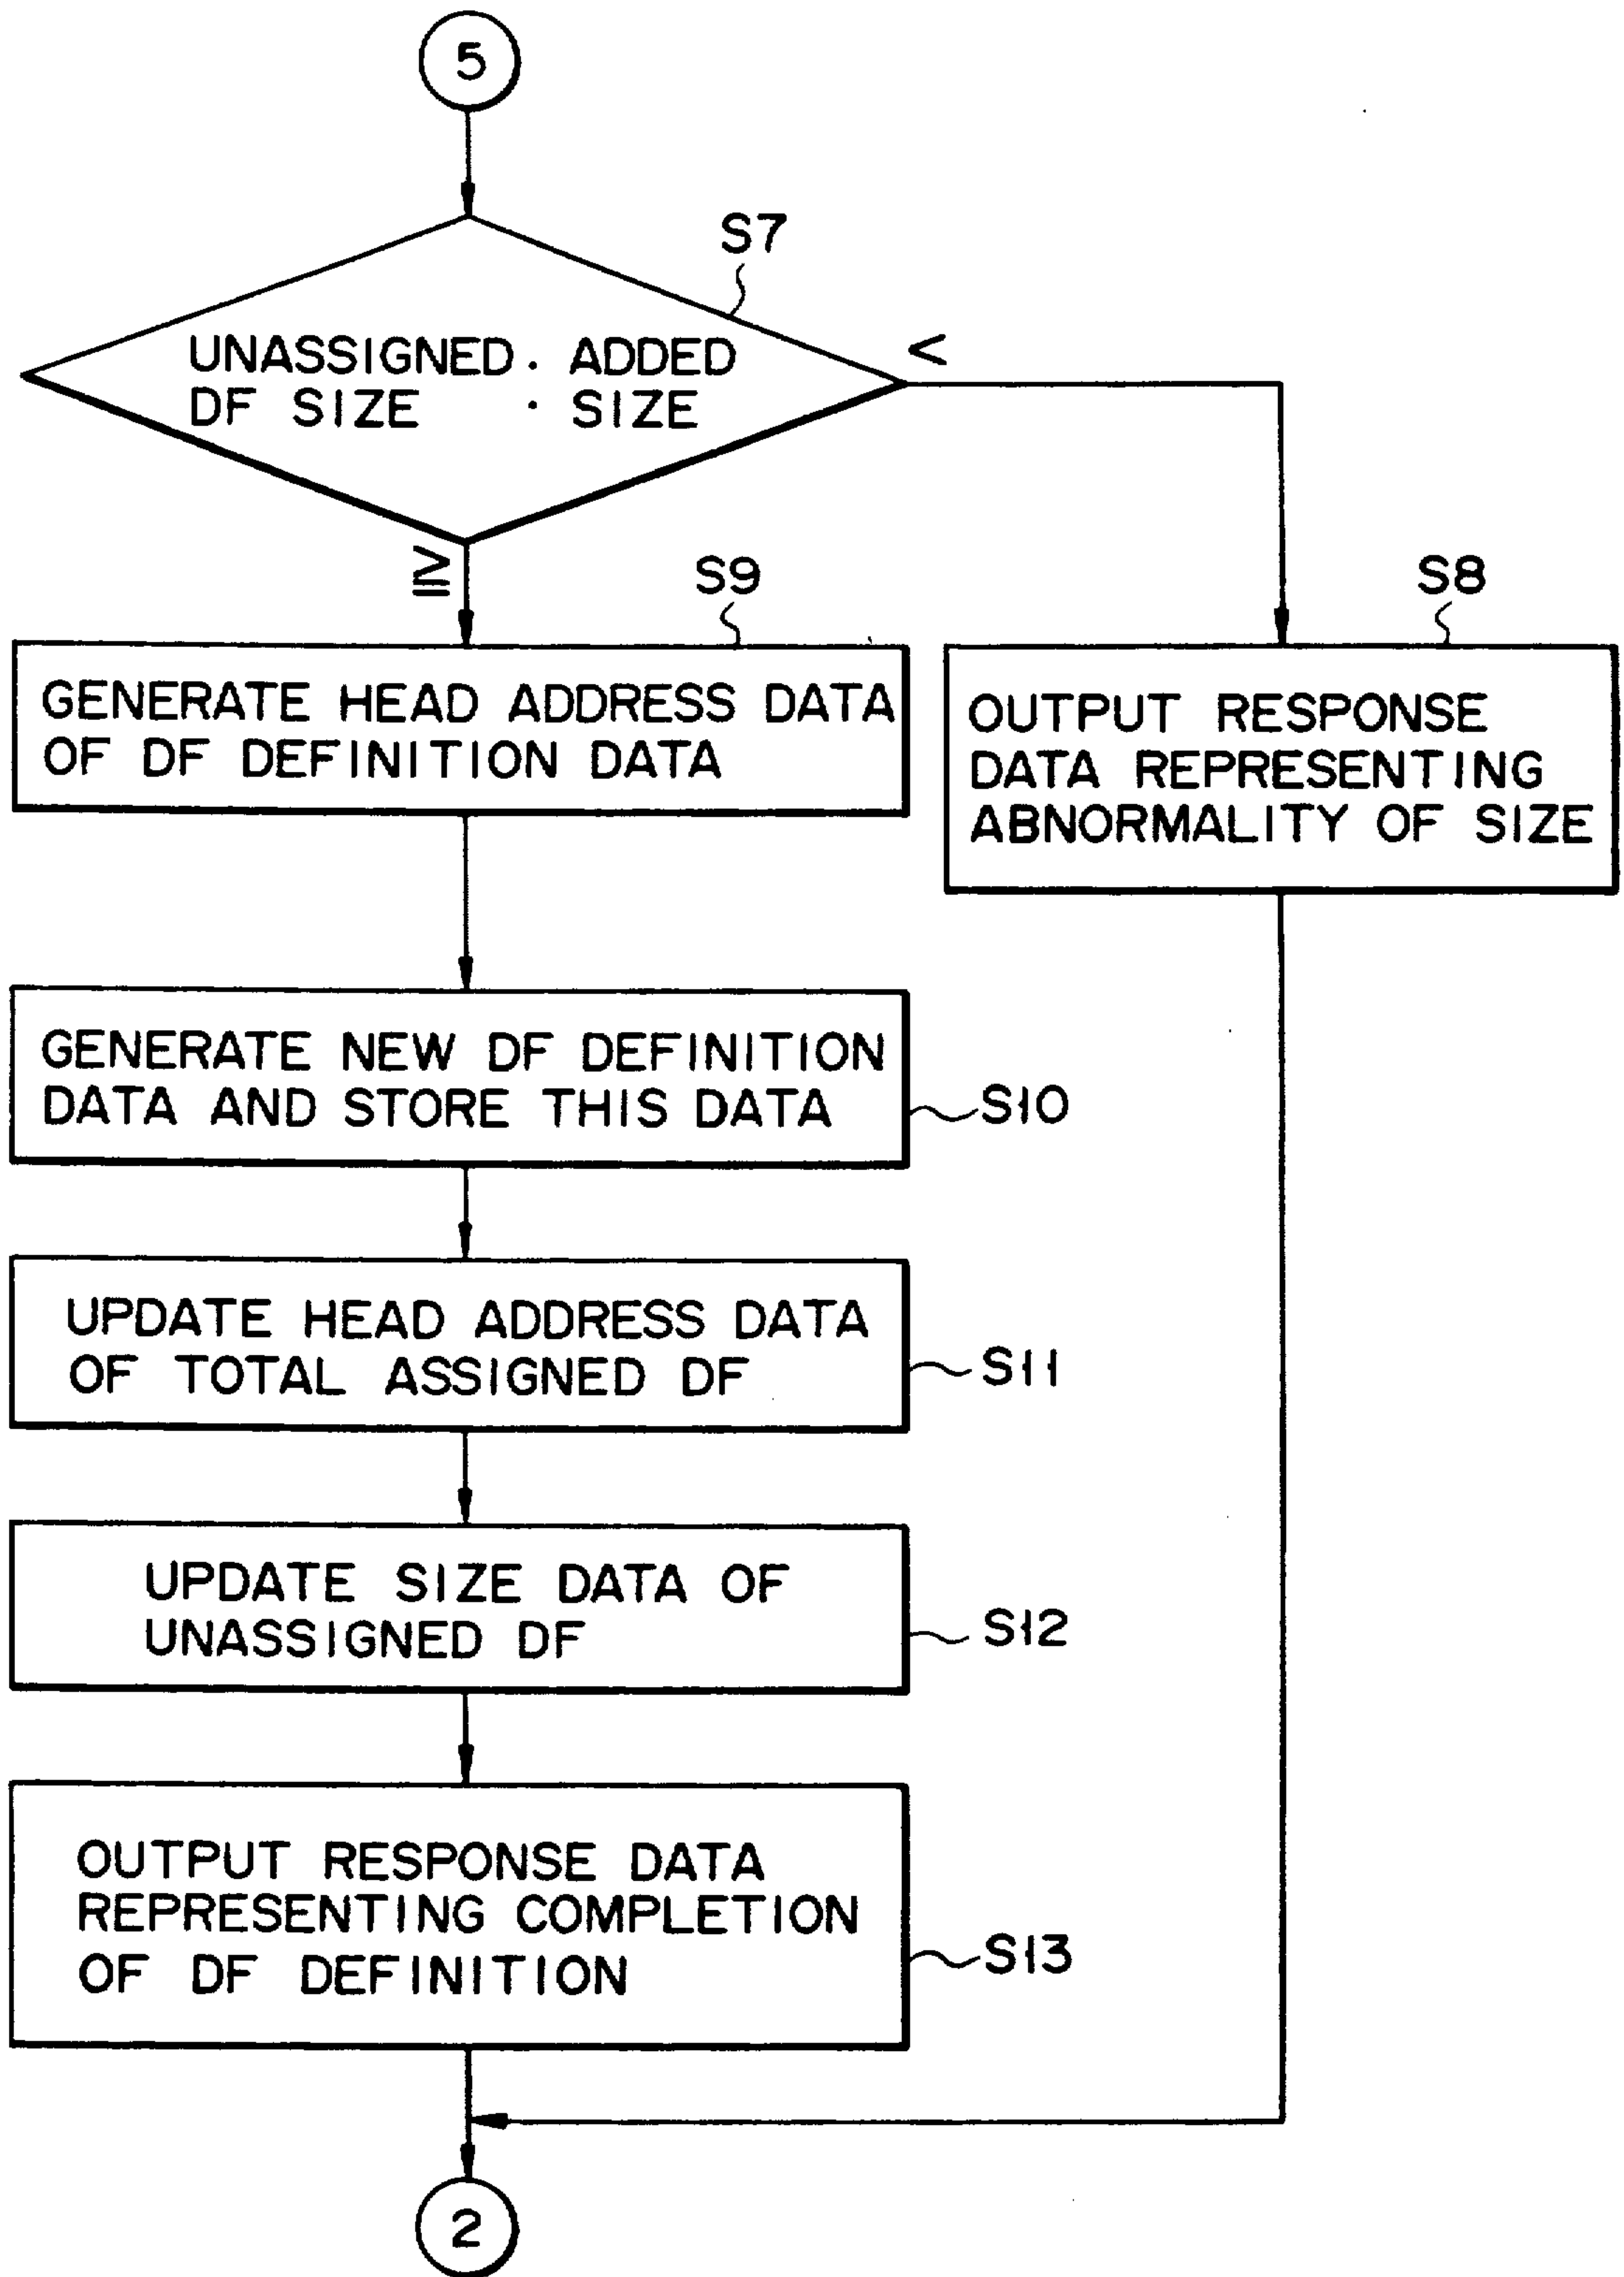 5
S7
UNASSIGNED : ADDED
DF SIZE SIZE
<
≧
S9
S8
GENERATE HEAD ADDRESS DATA
OF DF DEFINITION DATA
OUTPUT RESPONSE
DATA REPRESENTING
ABNORMALITY OF SIZE
GENERATE NEW DF DEFINITION
DATA AND STORE THIS DATA
S10
UPDATE HEAD ADDRESS DATA
OF TOTAL ASSIGNED DF
S11
UPDATE SIZE DATA OF
UNASSIGNED DF
S12
OUTPUT RESPONSE DATA
REPRESENTING COMPLETION
OF DF DEFINITION
S13
2